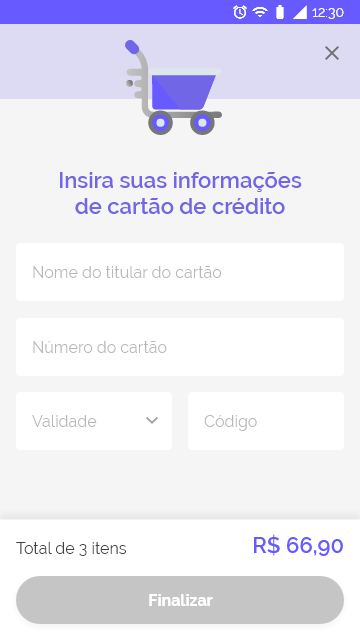 12:30
Insira suas informações
de cartão de crédito
Nome do titular do cartão
Número do cartão
Validade
Código
Total de 3 itens
R$ 66,90
Finalizar